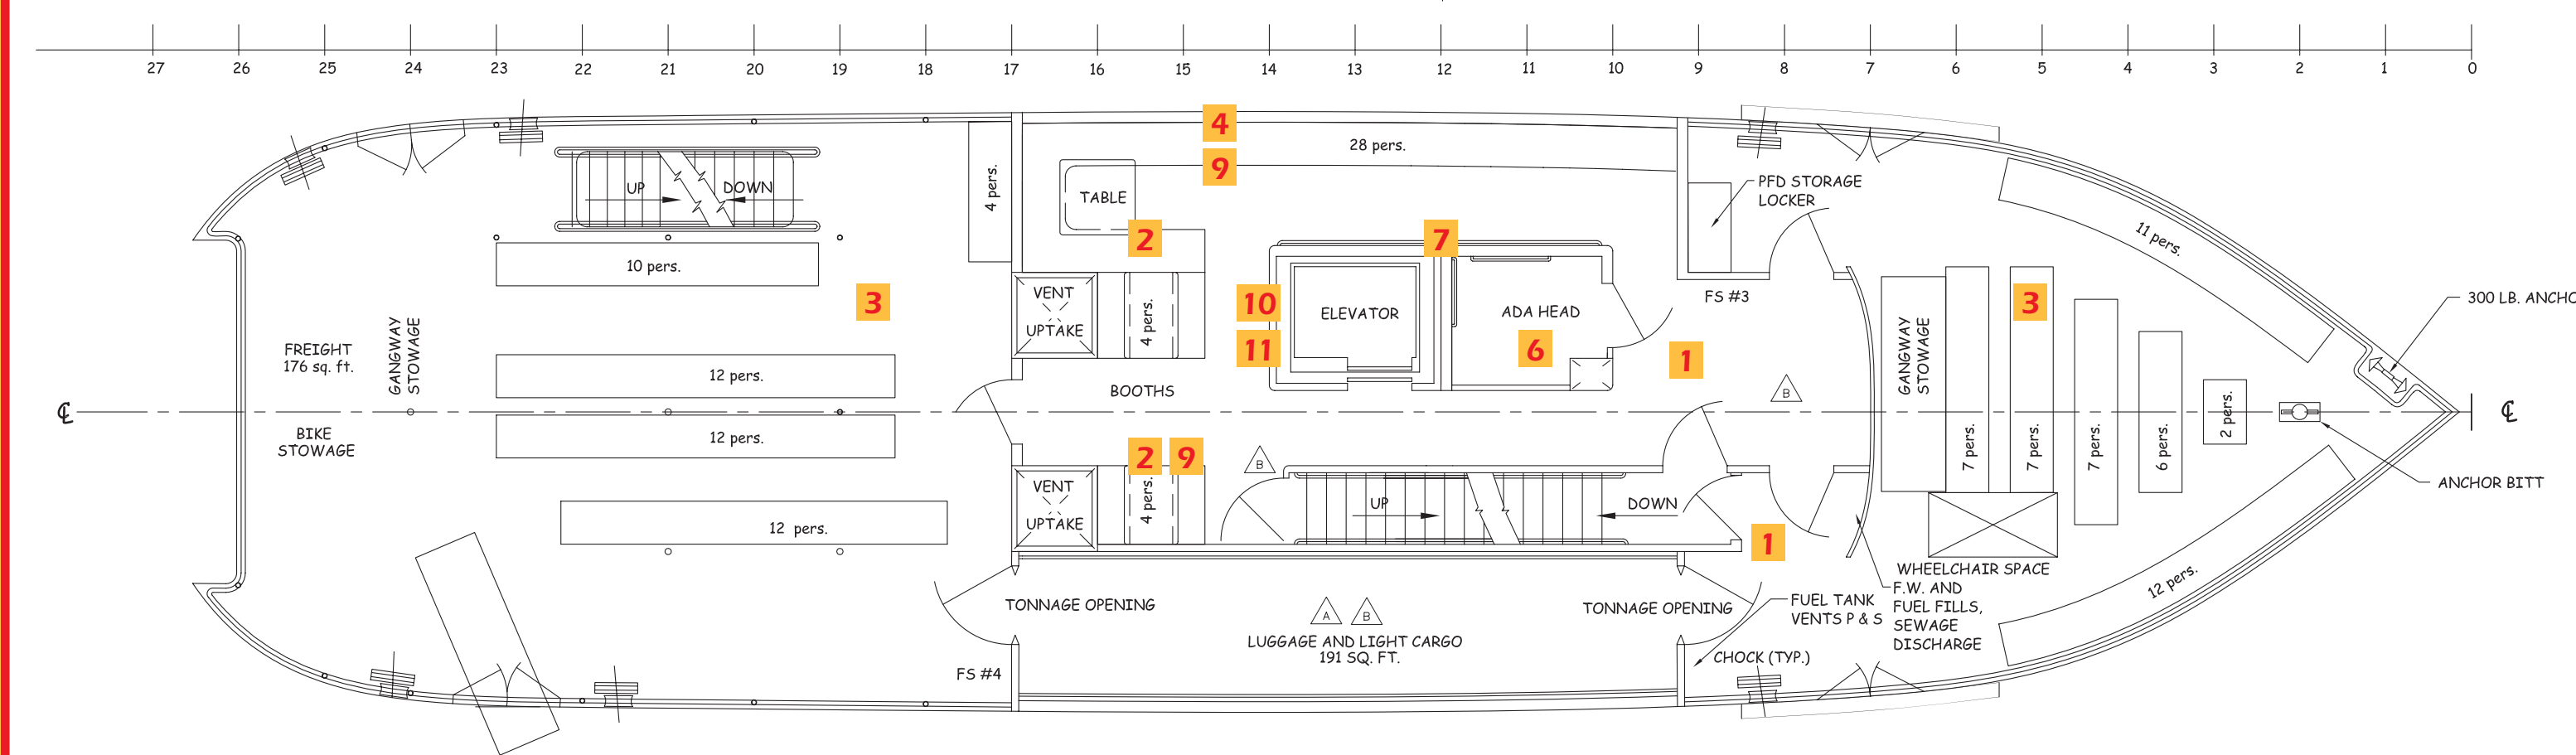 27 26 25 24 23 22 21 20 19 18 17 16 15 14 13 12 11 10 9 8 7 6 5 4 3 2 1 0
4
28 pers.
9
UP
DOWN
4 pers.
TABLE
PFD STORAGE
LOCKER
2
7
11 pers.
10 pers.
3
VENT
UPTAKE
4 pers.
10
11
ELEVATOR
ADA HEAD
6
FS #3
1
GANGWAY
STOWAGE
3
300 LB. ANCHO
FREIGHT
176 sq. ft.
GANGWAY
STOWAGE
12 pers.
BOOTHS
B
℄
℄
BIKE
STOWAGE
12 pers.
7 pers.
7 pers.
7 pers.
6 pers.
2 pers.
2
9
B
VENT
UPTAKE
4 pers.
UP
DOWN
ANCHOR BITT
12 pers.
1
WHEELCHAIR SPACE
F.W. AND
FUEL FILLS,
SEWAGE
DISCHARGE
12 pers.
TONNAGE OPENING
A
B
TONNAGE OPENING
FUEL TANK
VENTS P & S
LUGGAGE AND LIGHT CARGO
191 SQ. FT.
CHOCK (TYP.)
FS #4